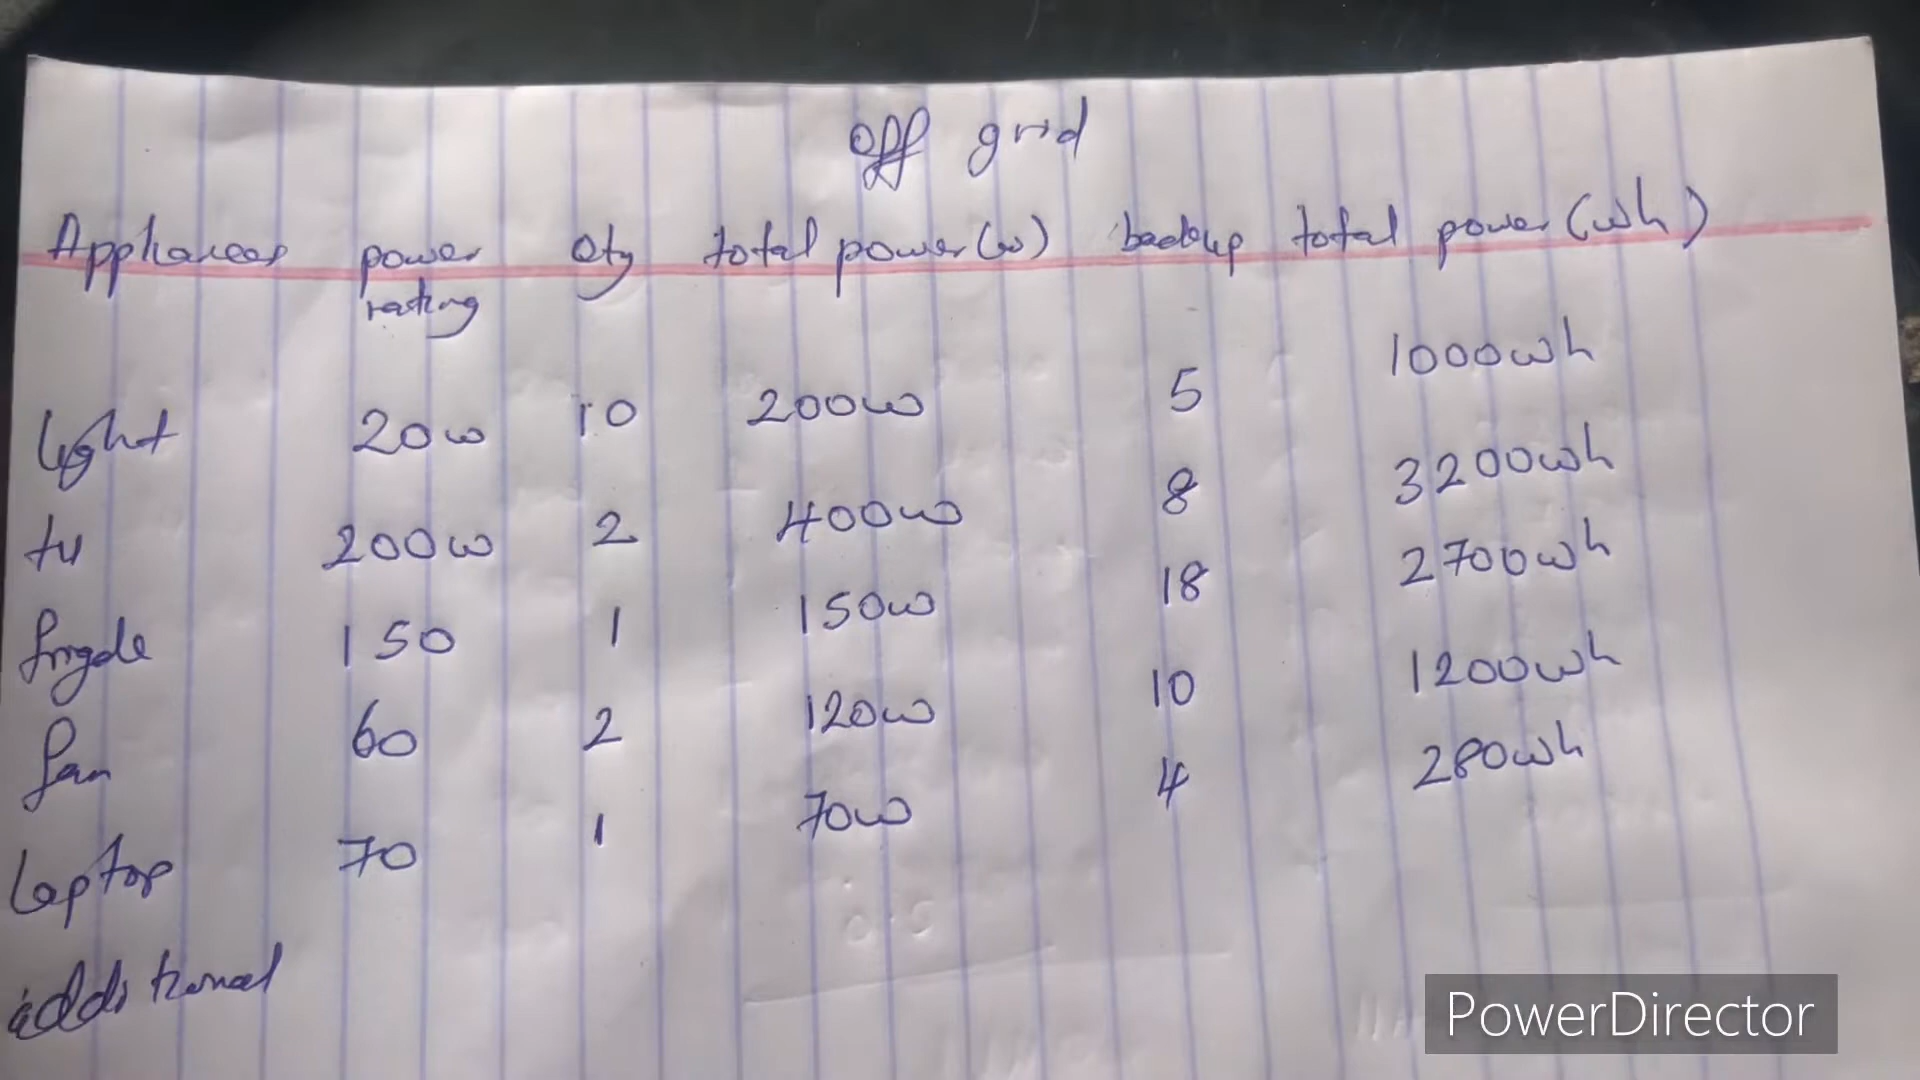 Off grid
Appliances power rating Qty total power(w) backup total power(wh)
light 20w 10 200w 5 1000wh
tv 200w 2 400w 8 3200wh
frigde 150 1 150w 18 2700wh
fan 60 2 120w 10 1200wh
laptop 70 1 70w 4 280wh
additional
PowerDirector